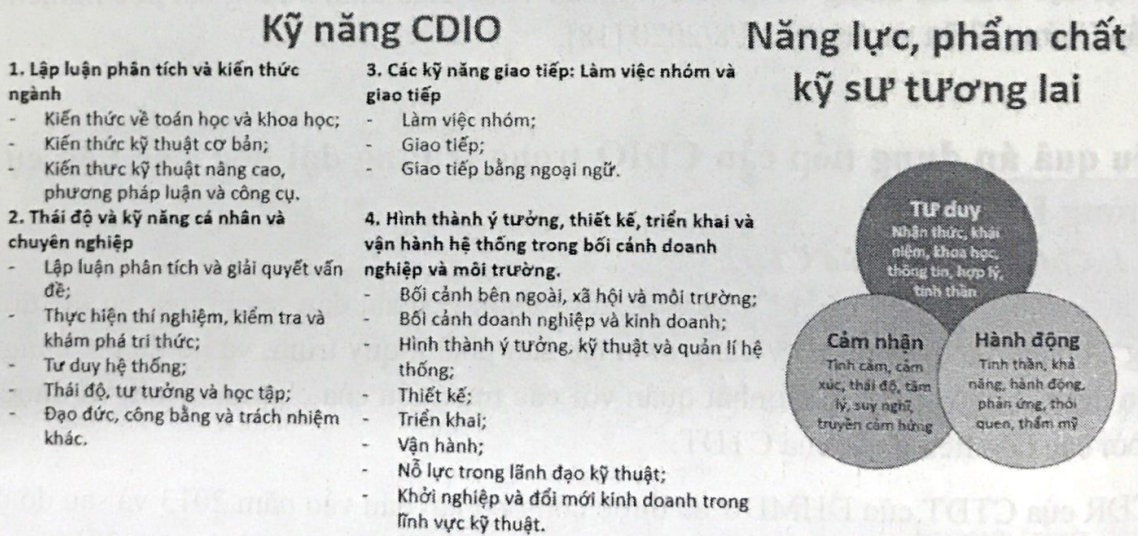 Kỹ năng CDIO
1. Lập luận phân tích và kiến thức
ngành
- Kiến thức về toán học và khoa học;
- Kiến thức kỹ thuật cơ bản;
- Kiến thức kỹ thuật nâng cao,
phương pháp luận và công cụ.
2. Thái độ và kỹ năng cá nhân và
chuyên nghiệp
- Lập luận phân tích và giải quyết vấn
đề;
- Thực hiện thí nghiệm, kiểm tra và
khám phá tri thức;
- Tư duy hệ thống;
- Thái độ, tư tưởng và học tập;
- Đạo đức, công bằng và trách nhiệm
khác.
3. Các kỹ năng giao tiếp: Làm việc nhóm và
giao tiếp
- Làm việc nhóm;
- Giao tiếp;
- Giao tiếp bằng ngoại ngữ.
4. Hình thành ý tưởng, thiết kế, triển khai và
vận hành hệ thống trong bối cảnh doanh
nghiệp và môi trường.
- Bối cảnh bên ngoài, xã hội và môi trường;
- Bối cảnh doanh nghiệp và kinh doanh;
- Hình thành ý tưởng, kỹ thuật và quản lí hệ
thống;
- Thiết kế;
- Triển khai;
- Vận hành;
- Nỗ lực trong lãnh đạo kỹ thuật;
- Khởi nghiệp và đổi mới kinh doanh trong
lĩnh vực kỹ thuật.
Năng lực, phẩm chất
kỹ sư tương lai
Tư duy
Nhận thức, khái
niệm, khoa học,
thông tin, hợp lý,
tinh thần
Cảm nhận
Tình cảm, cảm
xúc, thái độ, tâm
lý, suy nghĩ,
truyền cảm hứng
Hành động
Tinh thần, khả
năng, hành động,
phản ứng, thói
quen, thẩm mỹ